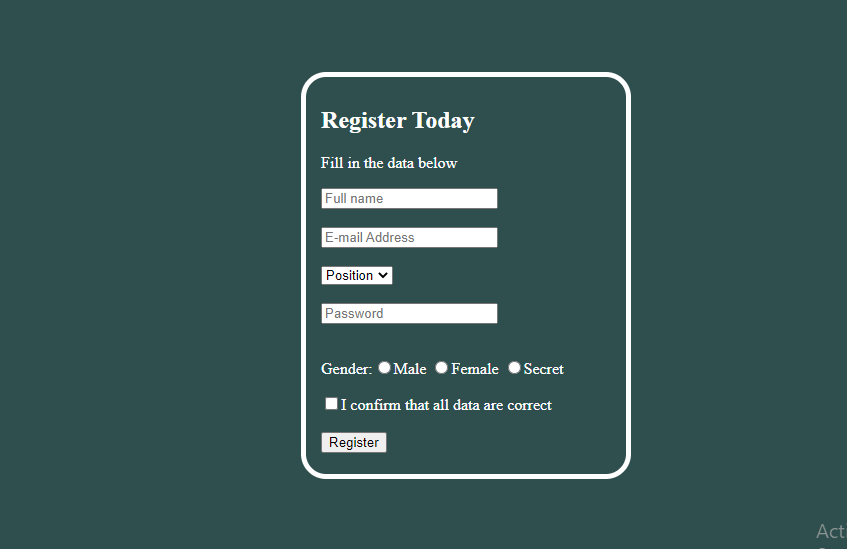 Register Today
Fill in the data below
Full name
E-mail Address
Position
Password
Gender: Male Female Secret
I confirm that all data are correct
Register